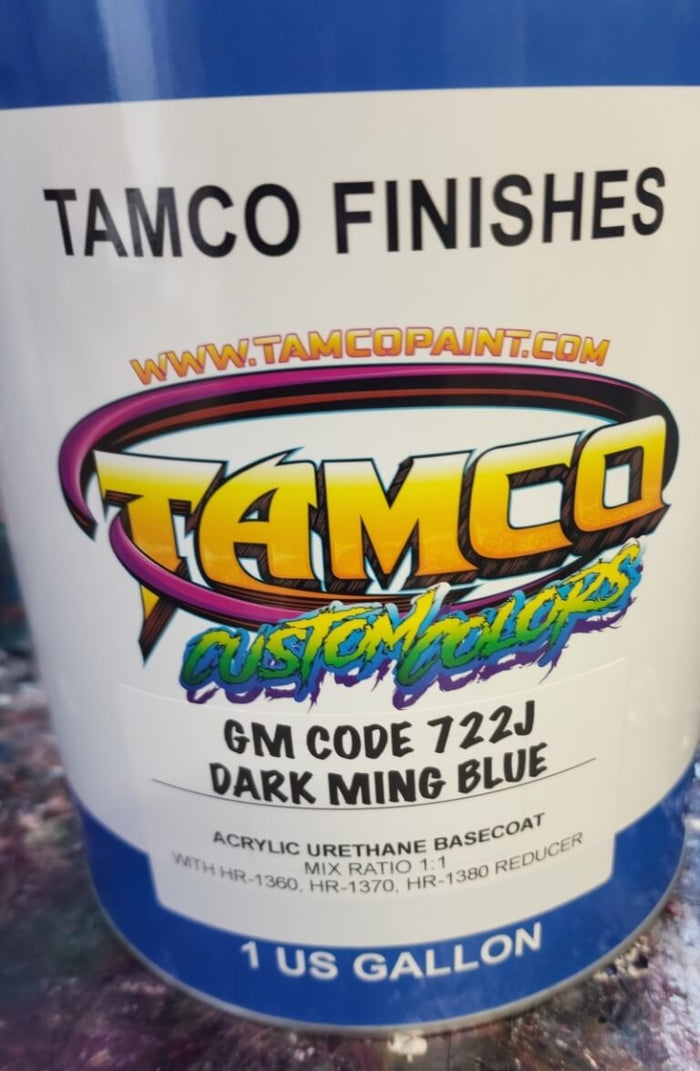 TAMCO FINISHES
WWW.TAMCOPAINT.COM
TAMCO
CUSTOM COLORS
GM CODE 722J
DARK MING BLUE
ACRYLIC URETHANE BASECOAT
MIX RATIO 1:1
WITH HR-1360, HR-1370, HR-1380 REDUCER
1 US GALLON